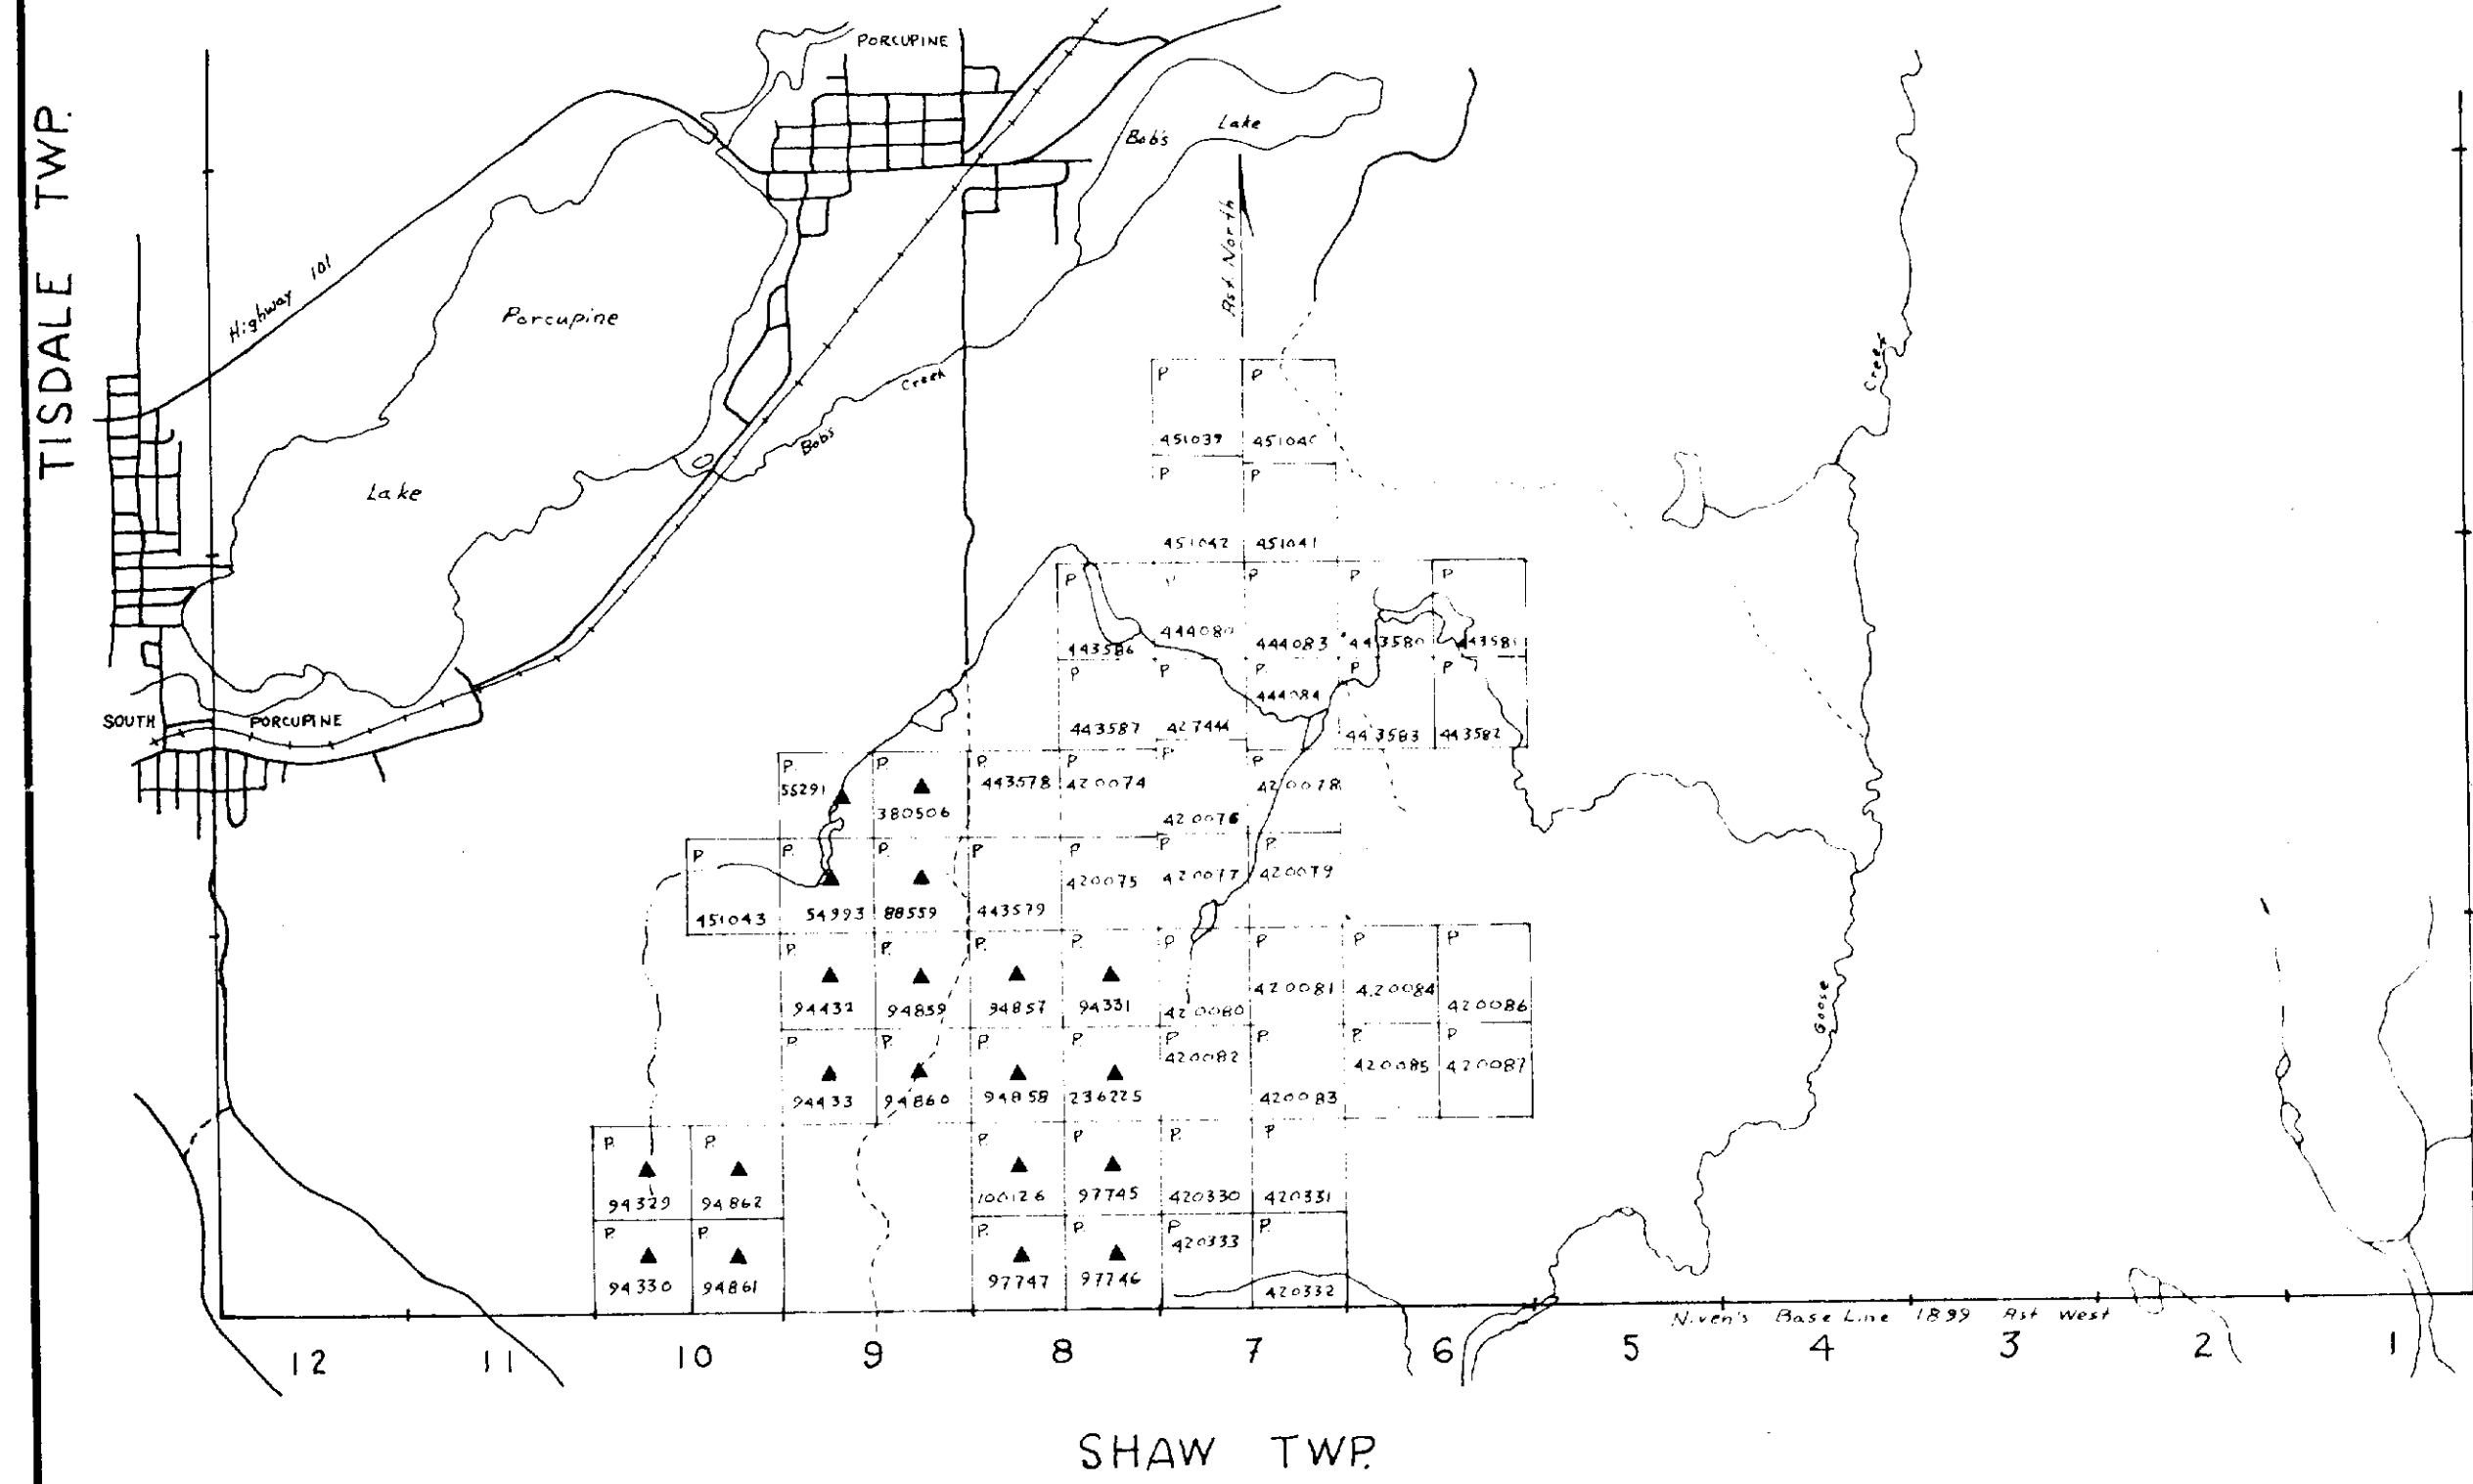 PORCUPINE
TISDALE TWP.
Bob's Lake
Highway 101
Ast. North
Porcupine
Lake
Creek
Bob's
Creek
P P
451039
P P
451042 451041
P P P P
444083 443580 443581
P P P P P
444084
443587 427444 443583 443582
SOUTH PORCUPINE
P. P. P. P P P.
55291 443578 420074 420078
380506 420076
P P. P. P P P P.
420075 420077 420079
451043 54993 88559 443579
P. P. P. P. P P P P
420081 420084
94432 94859 94857 94331 420080 420086
Goose
P. P. P. P. P. P. P
420082 420085 420087
94433 94860 94858 236225 420083
P. P. P. P P. P
94329 94862 100126 97745 420330 420331
P. P. P. P. P P.
420333
94330 94861 97747 97746 420332
Niven's Base Line 1899 Ast West
12 11 10 9 8 7 6 5 4 3 2 1
SHAW TWP.